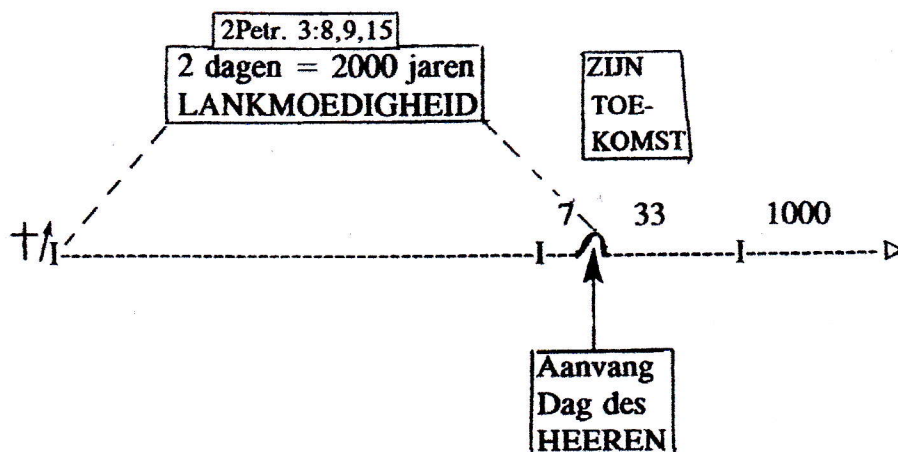 2Petr. 3:8,9,15
2 dagen = 2000 jaren
LANKMOEDIGHEID
ZIJN
TOE-
KOMST
7 33 1000
Aanvang
Dag des
HEEREN